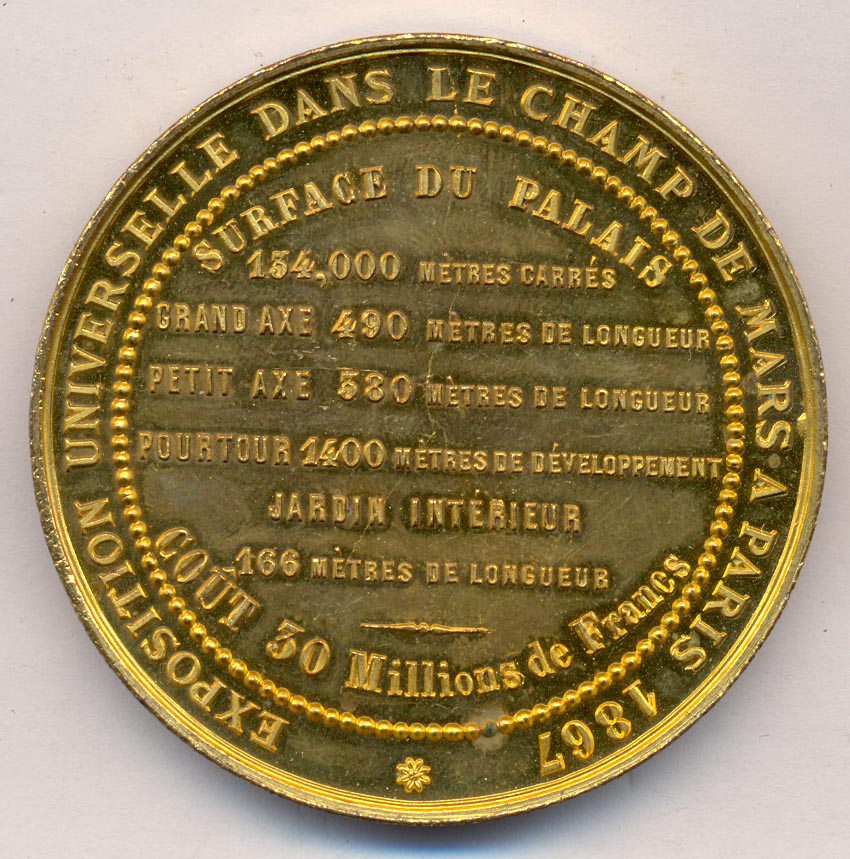 EXPOSITION UNIVERSELLE DANS LE CHAMP DE MARS · A PARIS 1867
SURFACE DU PALAIS
154,000 MÈTRES CARRÉS
GRAND AXE 490 MÈTRES DE LONGUEUR
PETIT AXE 380 MÈTRES DE LONGUEUR
POURTOUR 1400 MÈTRES DE DÉVELOPPEMENT
JARDIN INTÉRIEUR
166 MÈTRES DE LONGUEUR
COÛT 30 Millions de Francs